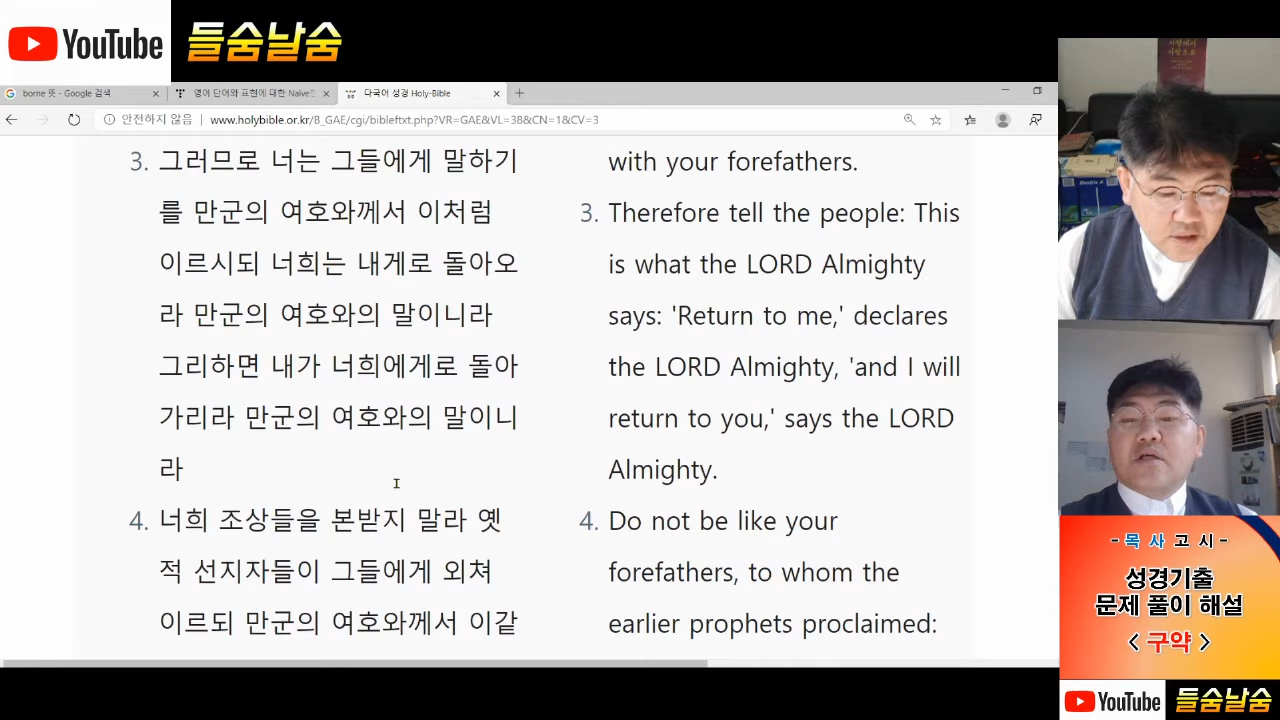 YouTube 들숨날숨
borne 뜻 - Google 검색
영어 단어와 표현에 대한 Naive
다국어 성경 Holy-Bible
안전하지 않음 www.holybible.or.kr/B_GAE/cgi/bibleftxt.php?VR=GAE&VL=38&CN=1&CV=3
3. 그러므로 너는 그들에게 말하기
를 만군의 여호와께서 이처럼
이르시되 너희는 내게로 돌아오
라 만군의 여호와의 말이니라
그리하면 내가 너희에게로 돌아
가리라 만군의 여호와의 말이니
라
4. 너희 조상들을 본받지 말라 옛
적 선지자들이 그들에게 외쳐
이르되 만군의 여호와께서 이같
with your forefathers.
3. Therefore tell the people: This
is what the LORD Almighty
says: 'Return to me,' declares
the LORD Almighty, 'and I will
return to you,' says the LORD
Almighty.
4. Do not be like your
forefathers, to whom the
earlier prophets proclaimed:
사랑에서
사랑으로
- 목 사 고 시 -
성경기출
문제 풀이 해설
< 구약 >
YouTube 들숨날숨